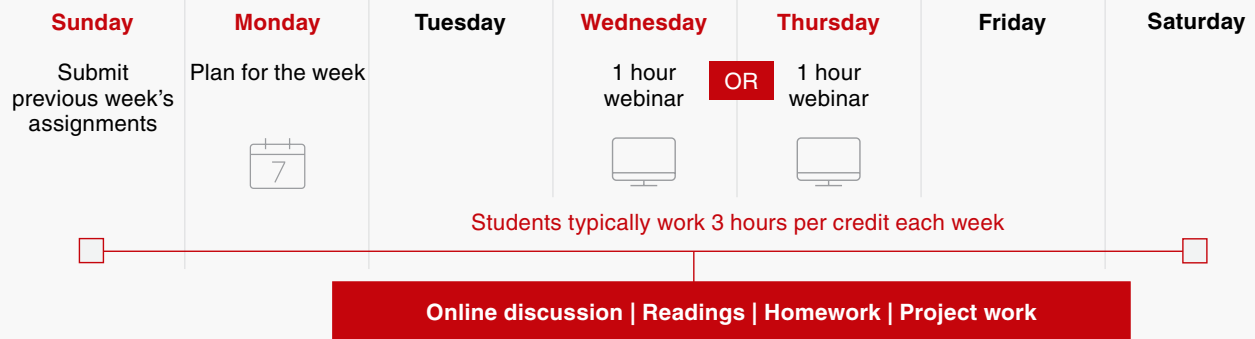 Sunday
Monday
Tuesday
Wednesday
Thursday
Friday
Saturday
Submit
previous week's
assignments
Plan for the week
7
1 hour
webinar
OR
1 hour
webinar
Students typically work 3 hours per credit each week
Online discussion | Readings | Homework | Project work